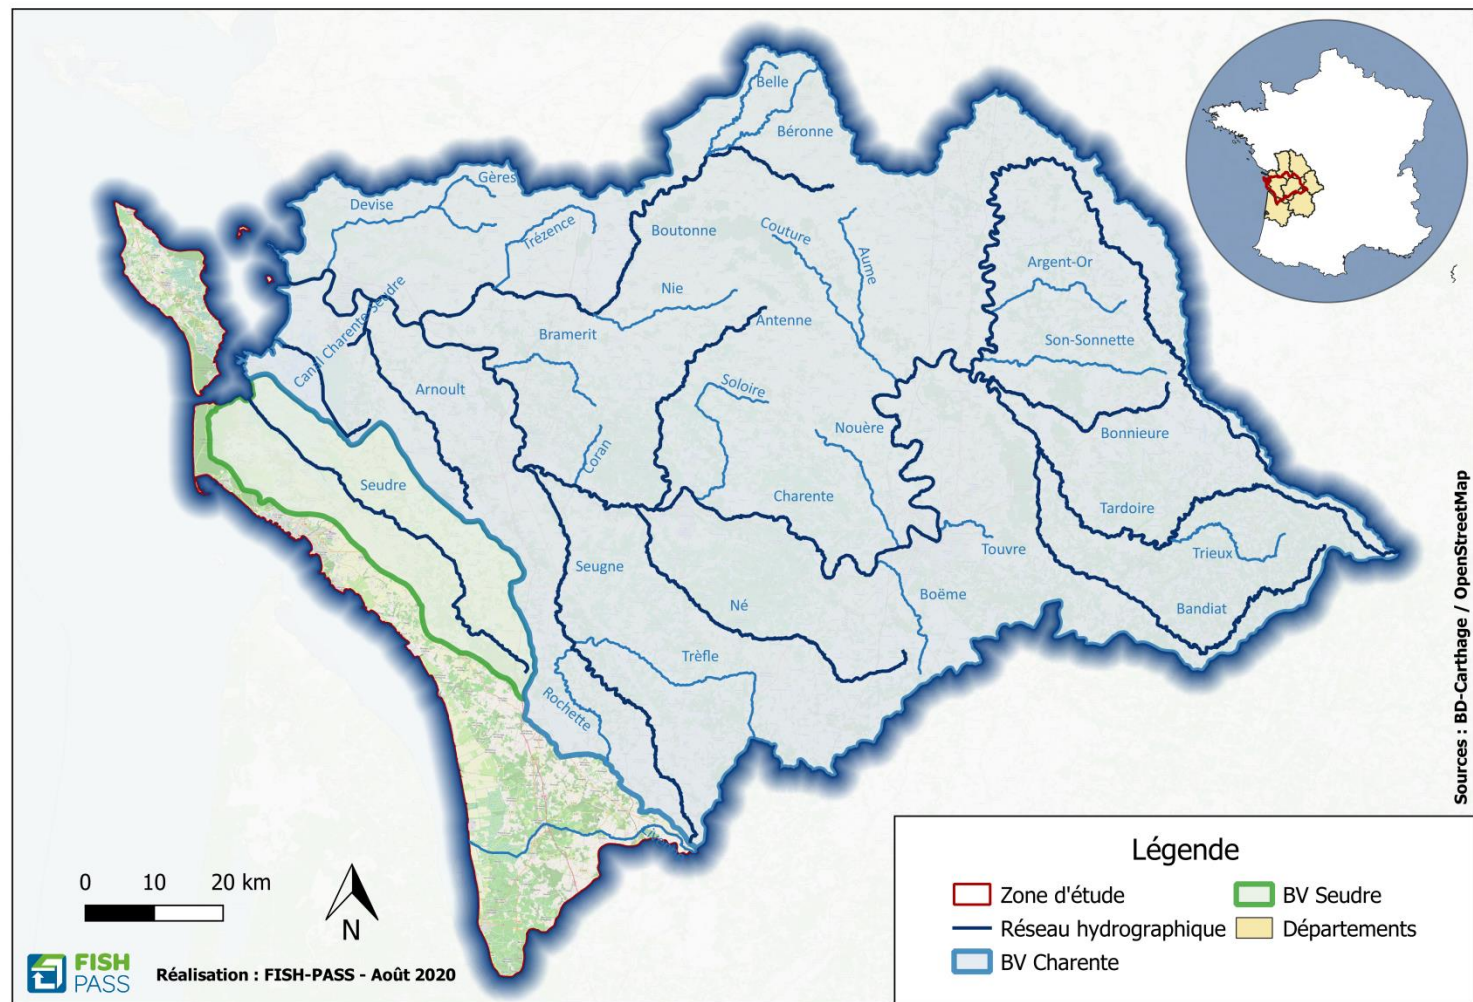 Belle
Béronne
Gères
Devise
Trézence
Boutonne
Couture
Aume
Argent-Or
Nie
Canal Charente-Seudre
Bramerit
Antenne
Son-Sonnette
Arnoult
Soloire
Nouère
Bonnieure
Coran
Seudre
Charente
Tardoire
Trieux
Touvre
Seugne
Boëme
Né
Bandiat
Trèfle
Rochette
Sources : BD-Carthage / OpenStreetMap
0 10 20 km
N
FISH
PASS
Réalisation : FISH-PASS - Août 2020
Légende
Zone d'étude
Réseau hydrographique
BV Charente
BV Seudre
Départements